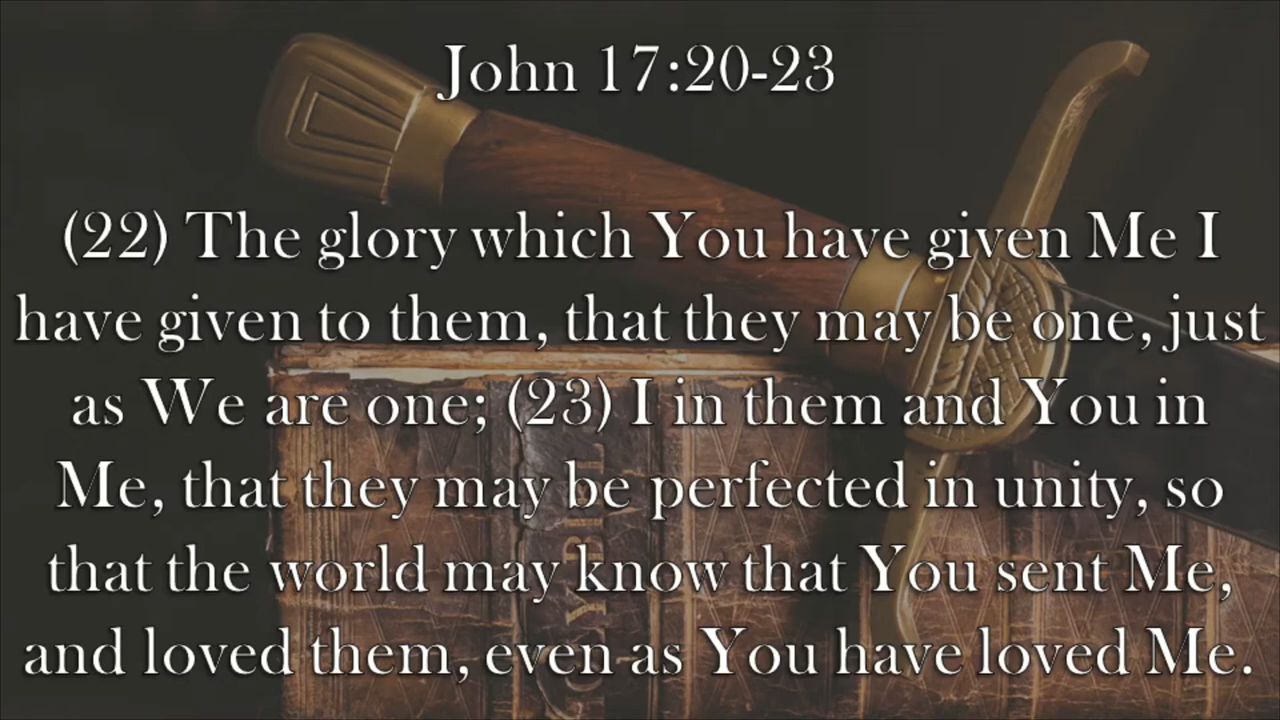 John 17:20-23
(22) The glory which You have given Me I
have given to them, that they may be one, just
as We are one; (23) I in them and You in
Me, that they may be perfected in unity, so
that the world may know that You sent Me,
and loved them, even as You have loved Me.